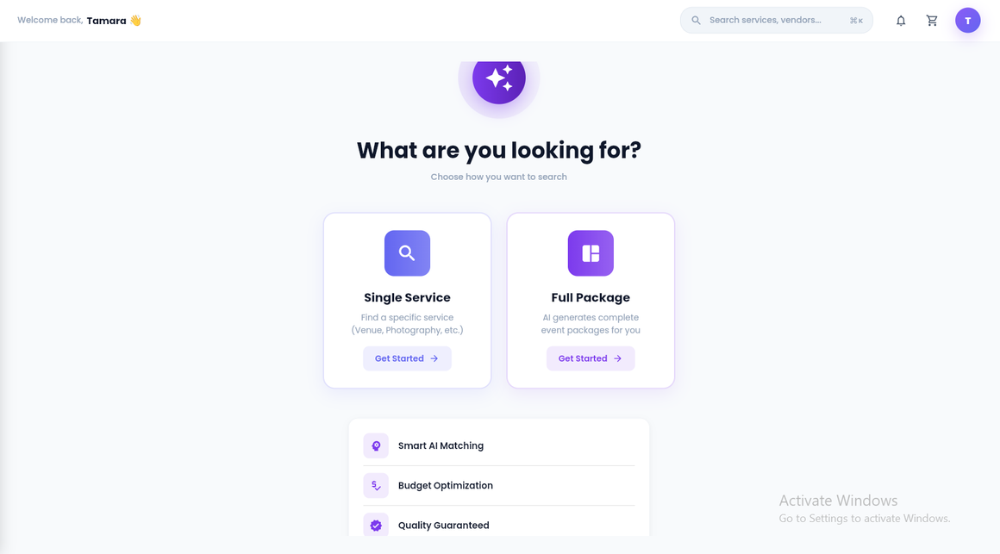 Welcome back, Tamara 👋
Search services, vendors... ⌘K
T
What are you looking for?
Choose how you want to search
Single Service
Find a specific service
(Venue, Photography, etc.)
Get Started →
Full Package
AI generates complete
event packages for you
Get Started →
Smart AI Matching
Budget Optimization
Quality Guaranteed
Activate Windows
Go to Settings to activate Windows.